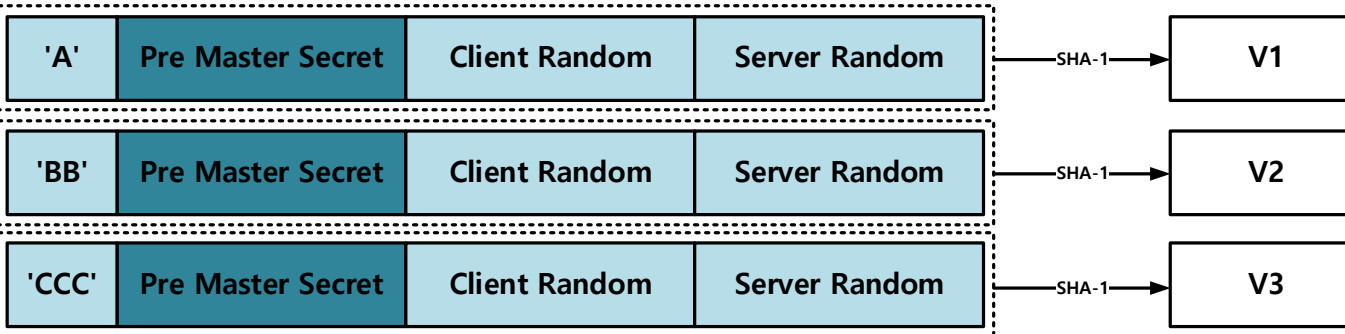 'A' Pre Master Secret Client Random Server Random SHA-1 V1
'BB' Pre Master Secret Client Random Server Random SHA-1 V2
'CCC' Pre Master Secret Client Random Server Random SHA-1 V3